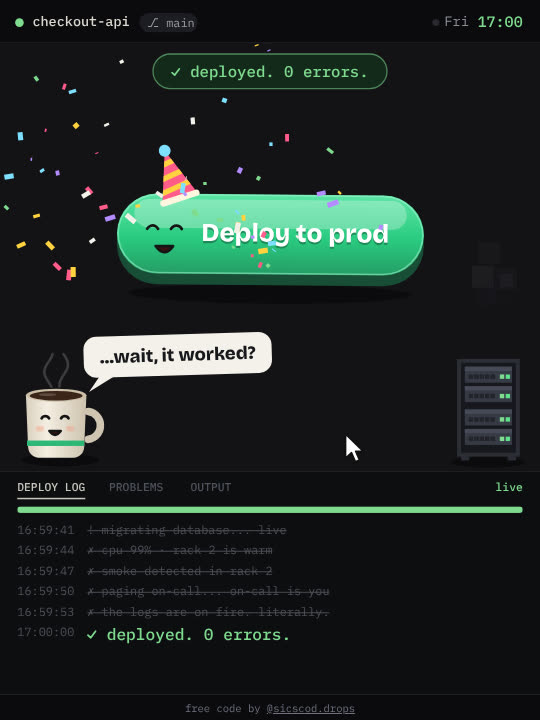 checkout-api main Fri 17:00
✓ deployed. 0 errors.
Deploy to prod
...wait, it worked?
DEPLOY LOG PROBLEMS OUTPUT live
16:59:41 ! migrating database... live
16:59:44 ✗ cpu 99% · rack 2 is warm
16:59:47 ✗ smoke detected in rack 2
16:59:50 ✗ paging on-call... on-call is you
16:59:53 ✗ the logs are on fire. literally.
17:00:00 ✓ deployed. 0 errors.
free code by @sicscod.drops